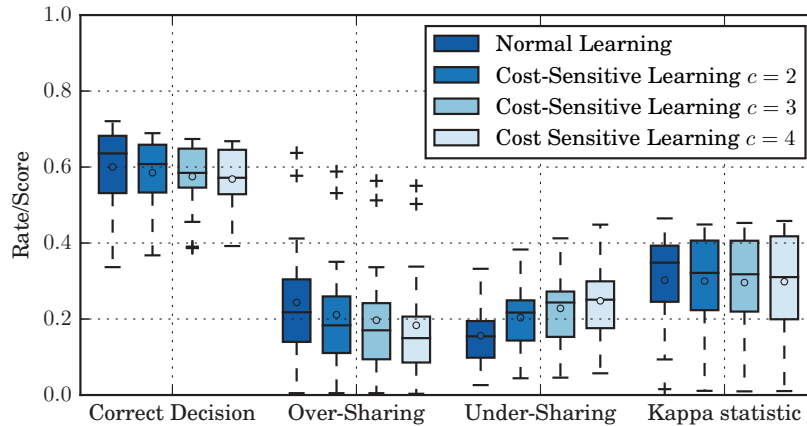 1.0
0.8
0.6
0.4
0.2
0.0
Rate/Score
Normal Learning
Cost-Sensitive Learning c = 2
Cost-Sensitive Learning c = 3
Cost Sensitive Learning c = 4
Correct Decision
Over-Sharing
Under-Sharing
Kappa statistic